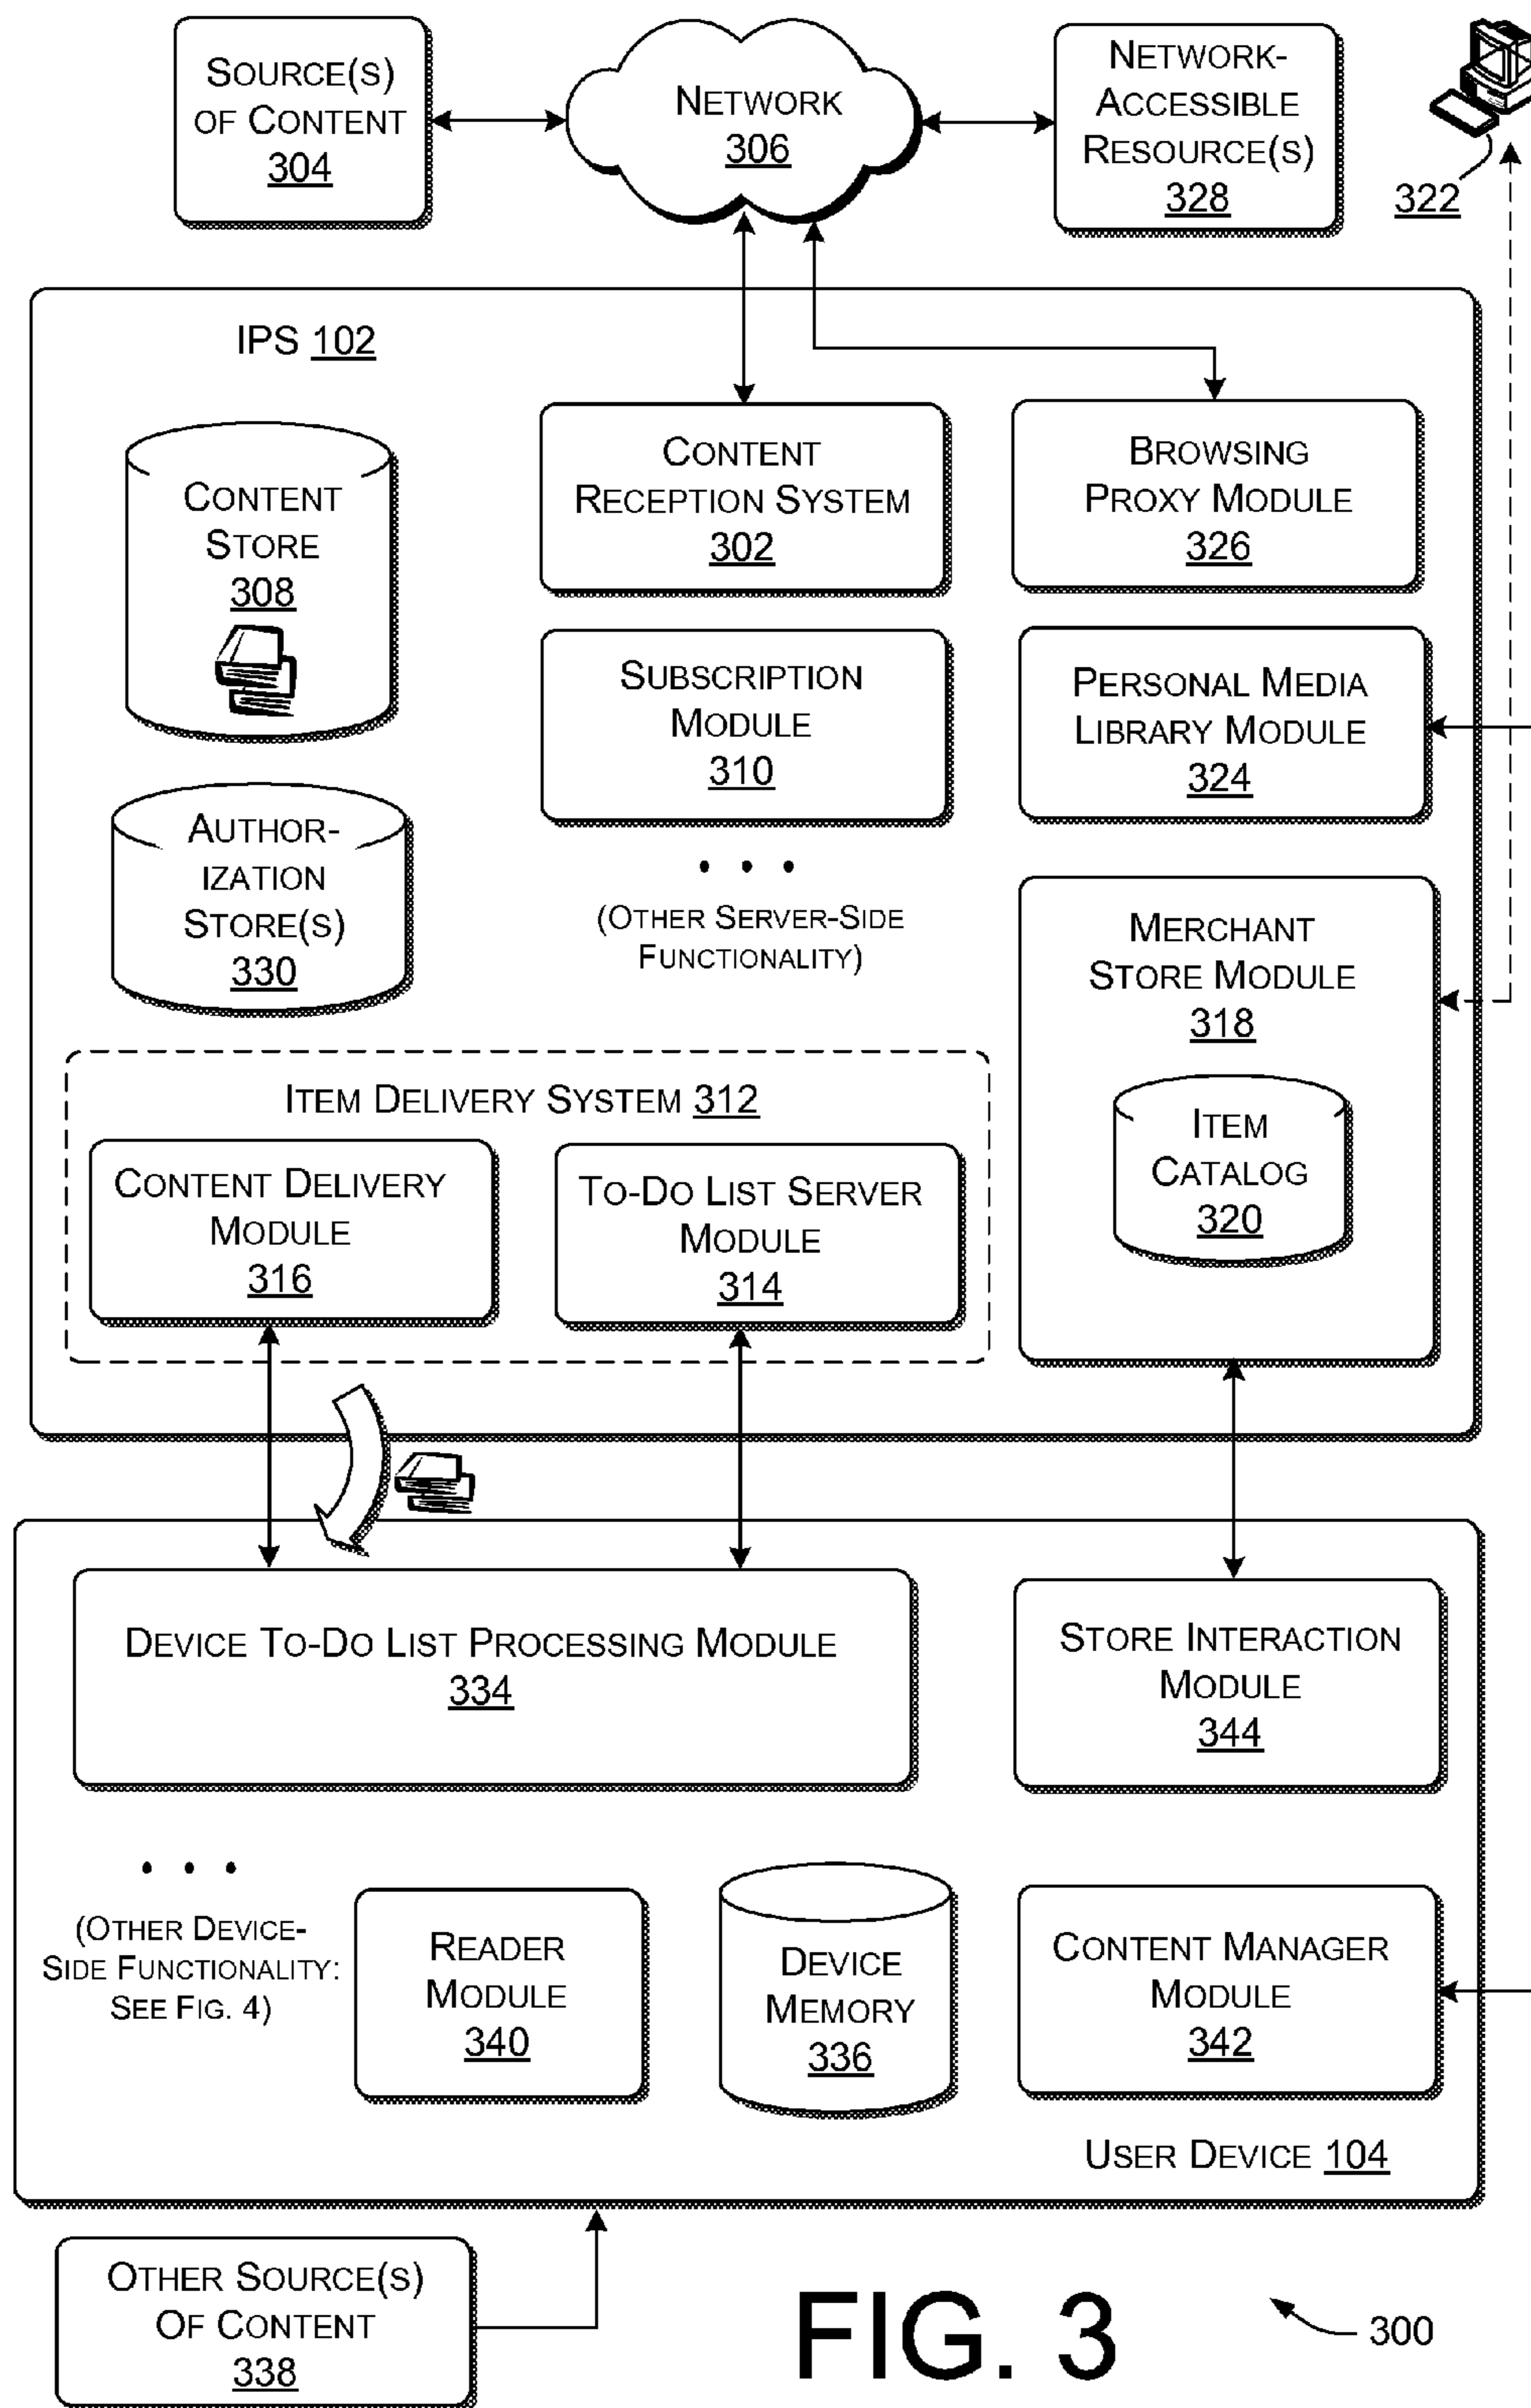 SOURCE(S)
OF CONTENT
304
NETWORK
306
NETWORK-
ACCESSIBLE
RESOURCE(S)
328
322
IPS 102
CONTENT
STORE
308
CONTENT
RECEPTION SYSTEM
302
BROWSING
PROXY MODULE
326
SUBSCRIPTION
MODULE
310
PERSONAL MEDIA
LIBRARY MODULE
324
AUTHOR-
IZATION
STORE(S)
330
• • •
(OTHER SERVER-SIDE
FUNCTIONALITY)
MERCHANT
STORE MODULE
318
ITEM
CATALOG
320
ITEM DELIVERY SYSTEM 312
CONTENT DELIVERY
MODULE
316
TO-DO LIST SERVER
MODULE
314
DEVICE TO-DO LIST PROCESSING MODULE
334
STORE INTERACTION
MODULE
344
• • •
(OTHER DEVICE-
SIDE FUNCTIONALITY:
SEE FIG. 4)
READER
MODULE
340
DEVICE
MEMORY
336
CONTENT MANAGER
MODULE
342
USER DEVICE 104
OTHER SOURCE(S)
OF CONTENT
338
FIG. 3
300